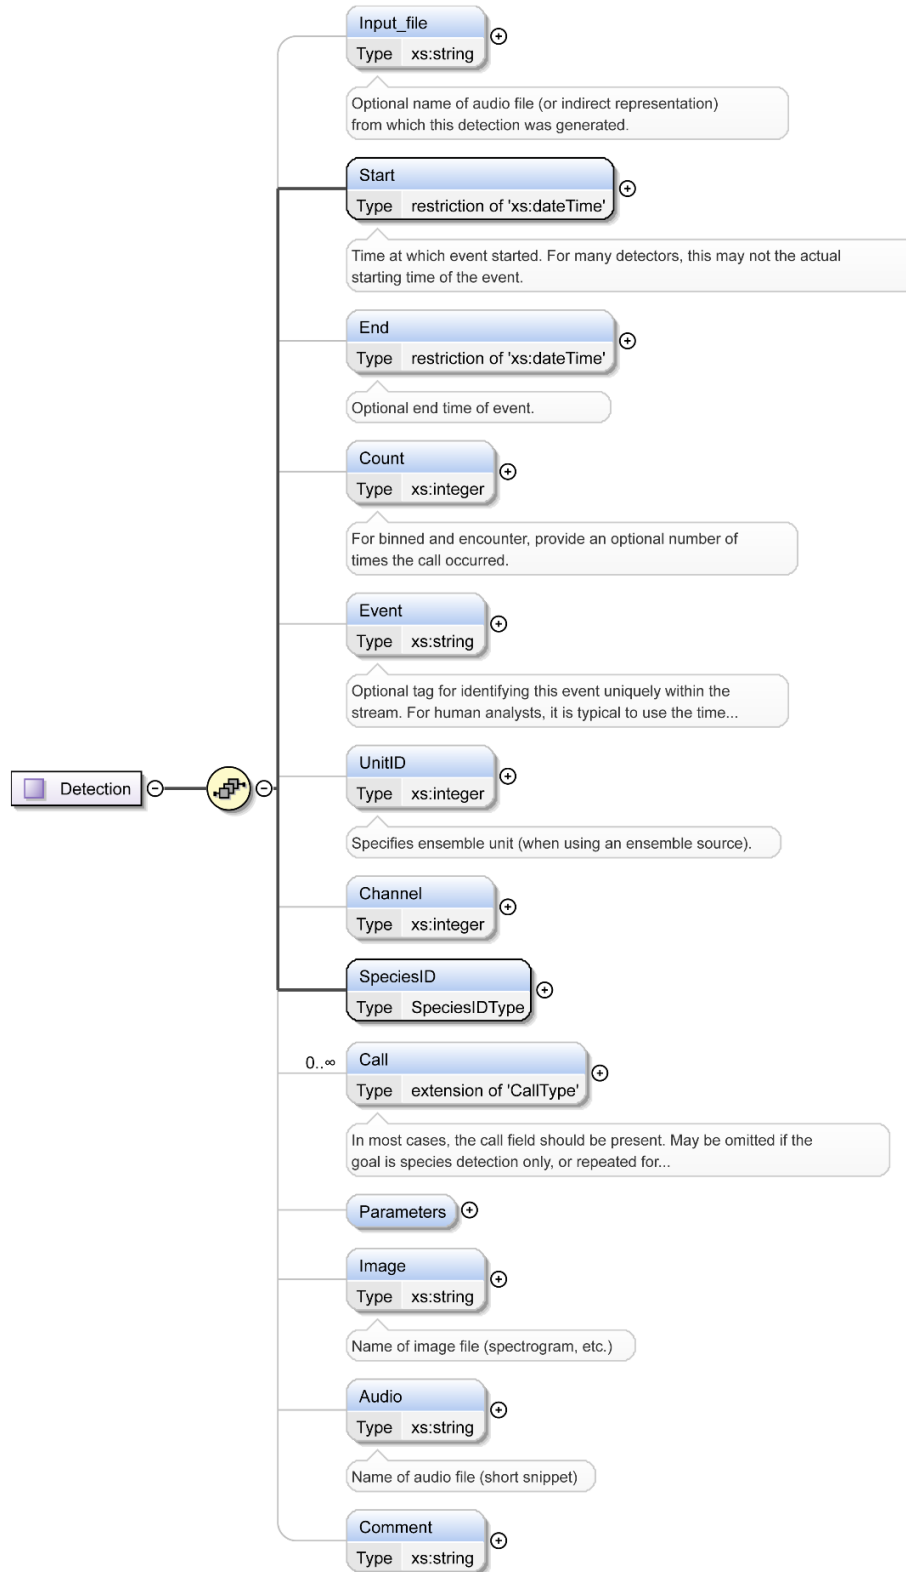 Input_file
Type xs:string
Optional name of audio file (or indirect representation)
from which this detection was generated.
Start
Type restriction of 'xs:dateTime'
Time at which event started. For many detectors, this may not the actual
starting time of the event.
End
Type restriction of 'xs:dateTime'
Optional end time of event.
Count
Type xs:integer
For binned and encounter, provide an optional number of
times the call occurred.
Event
Type xs:string
Optional tag for identifying this event uniquely within the
stream. For human analysts, it is typical to use the time...
UnitID
Type xs:integer
Detection
Specifies ensemble unit (when using an ensemble source).
Channel
Type xs:integer
SpeciesID
Type SpeciesIDType
0..∞
Call
Type extension of 'CallType'
In most cases, the call field should be present. May be omitted if the
goal is species detection only, or repeated for...
Parameters
Image
Type xs:string
Name of image file (spectrogram, etc.)
Audio
Type xs:string
Name of audio file (short snippet)
Comment
Type xs:string